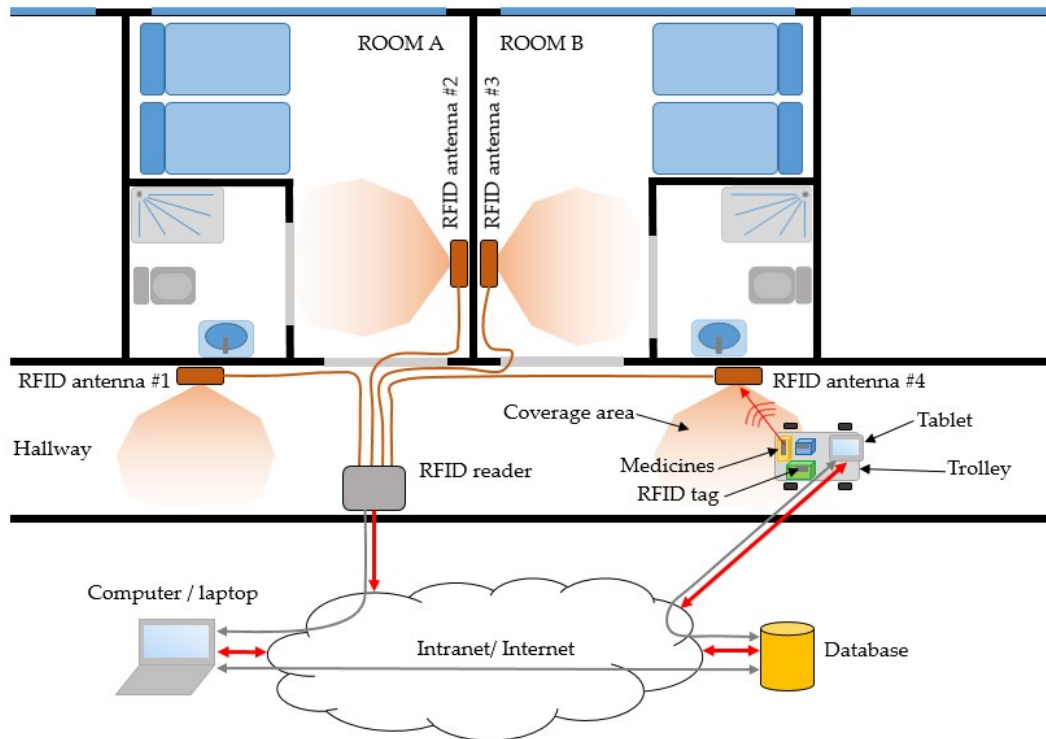 ROOM A
ROOM B
RFID antenna #2
RFID antenna #3
RFID antenna #1
RFID antenna #4
Coverage area
Tablet
Hallway
Medicines
Trolley
RFID reader
RFID tag
Computer / laptop
Intranet/ Internet
Database